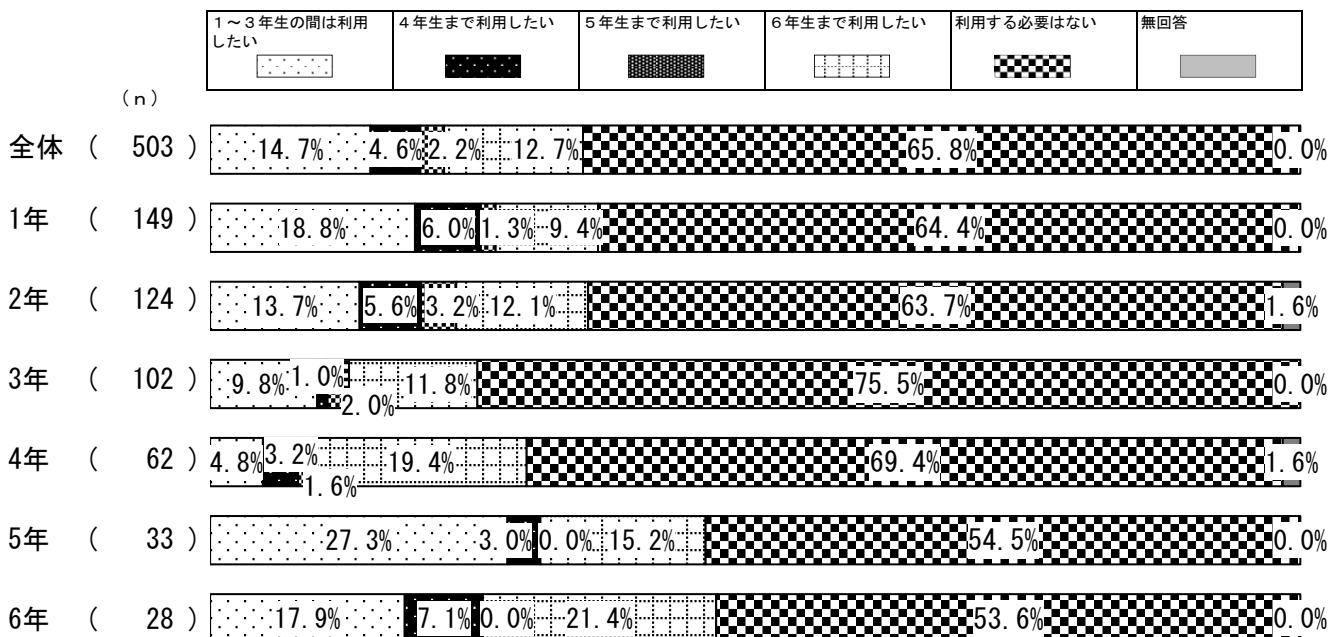 １～３年生の間は利用したい
４年生まで利用したい
５年生まで利用したい
６年生まで利用したい
利用する必要はない
無回答
（ｎ）
全体 （ 503 ） 14.7% 4.6% 2.2% 12.7% 65.8% 0.0%
1年 （ 149 ） 18.8% 6.0% 1.3% 9.4% 64.4% 0.0%
2年 （ 124 ） 13.7% 5.6% 3.2% 12.1% 63.7% 1.6%
3年 （ 102 ） 9.8% 1.0% 2.0% 11.8% 75.5% 0.0%
4年 （ 62 ） 4.8% 3.2% 1.6% 19.4% 69.4% 1.6%
5年 （ 33 ） 27.3% 3.0% 0.0% 15.2% 54.5% 0.0%
6年 （ 28 ） 17.9% 7.1% 0.0% 21.4% 53.6% 0.0%